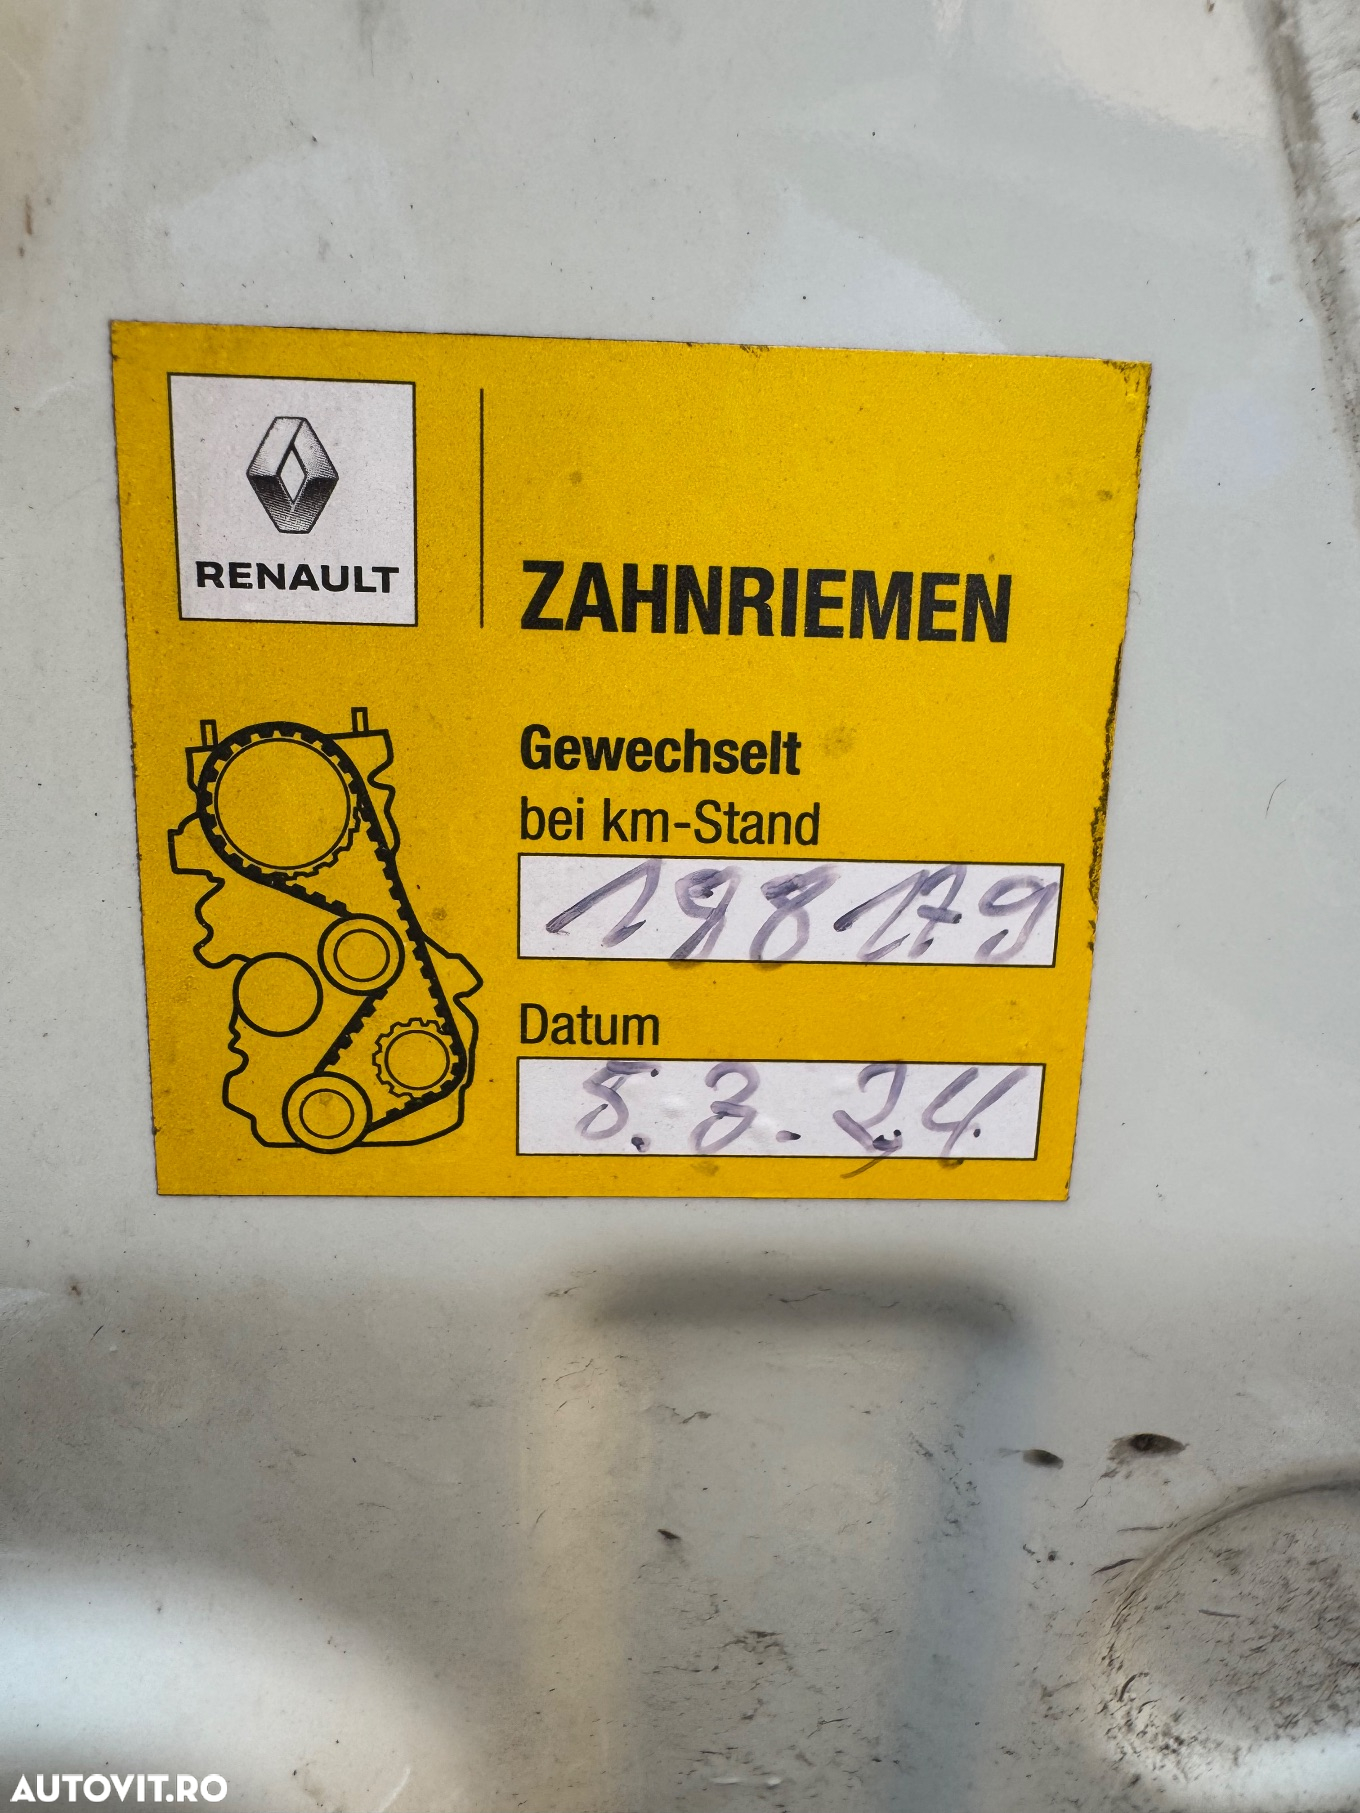 RENAULT
ZAHNRIEMEN
Gewechselt
bei km-Stand
198179
Datum
5.3.24
AUTOVIT.RO